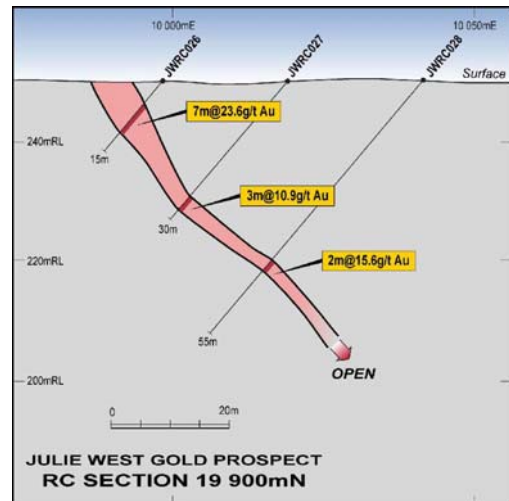 10 000mE
10 050mE
JWRC026
JWRC027
JWRC028
Surface
7m@23.6g/t Au
240mRL
15m
3m@10.9g/t Au
30m
220mRL
2m@15.6g/t Au
55m
OPEN
200mRL
0
20m
JULIE WEST GOLD PROSPECT
RC SECTION 19 900mN